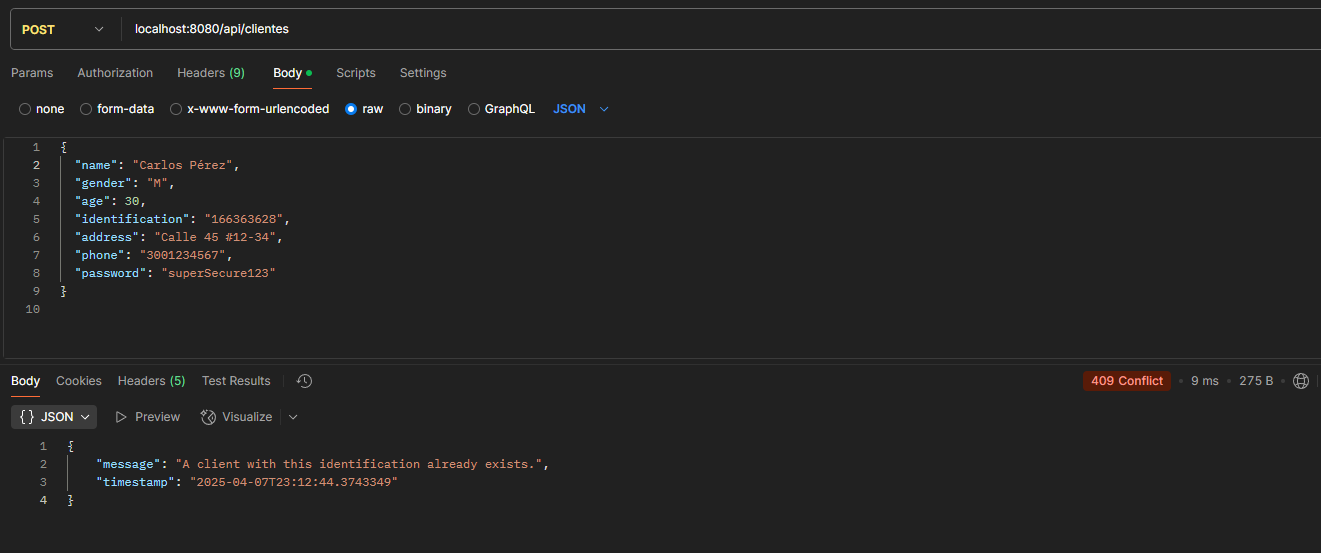 POST localhost:8080/api/clientes
Params Authorization Headers (9) Body Scripts Settings
none form-data x-www-form-urlencoded raw binary GraphQL JSON
1 {
2 "name": "Carlos Pérez",
3 "gender": "M",
4 "age": 30,
5 "identification": "166363628",
6 "address": "Calle 45 #12-34",
7 "phone": "3001234567",
8 "password": "superSecure123"
9 }
10
Body Cookies Headers (5) Test Results 409 Conflict • 9 ms • 275 B •
{} JSON Preview Visualize
1 {
2 "message": "A client with this identification already exists.",
3 "timestamp": "2025-04-07T23:12:44.3743349"
4 }